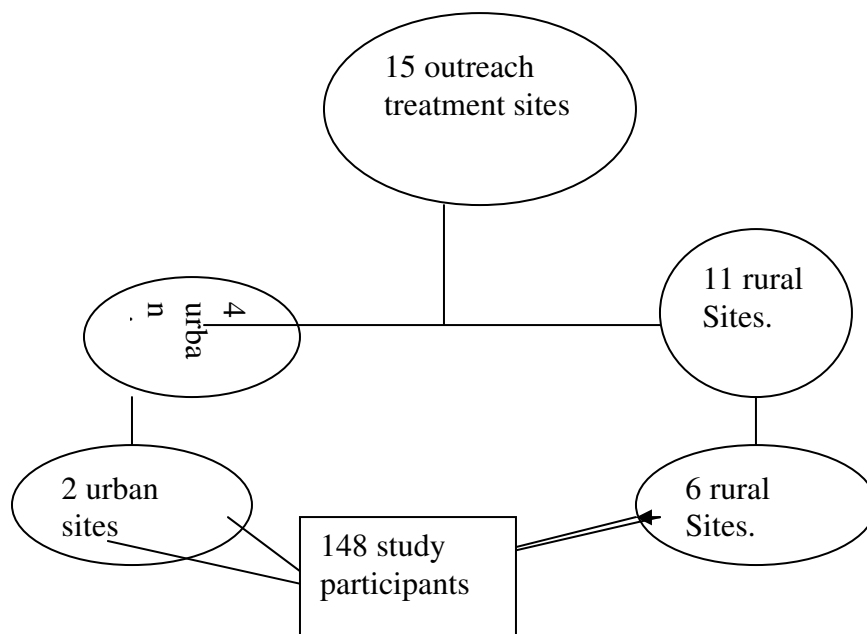 15 outreach
treatment sites
4
urba
n
.
11 rural
Sites.
2 urban
sites
6 rural
Sites.
148 study
participants